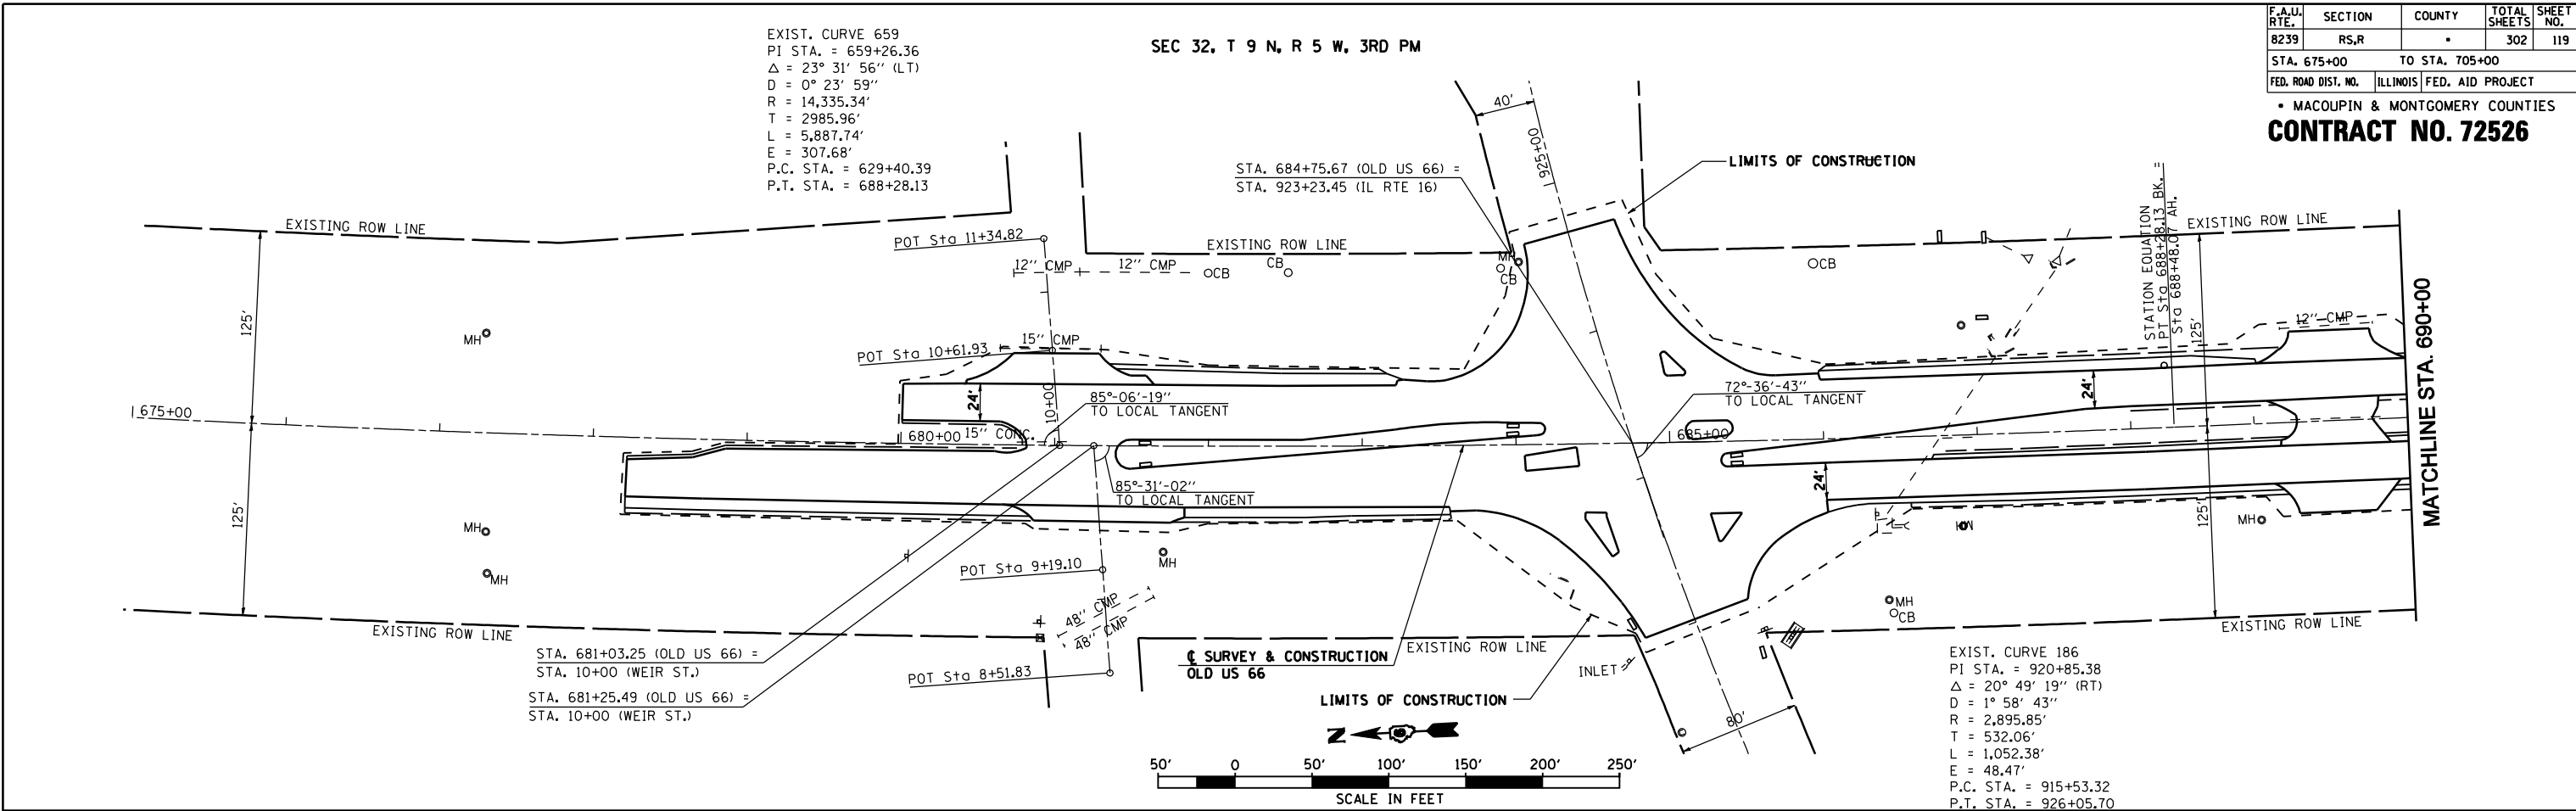 F.A.U. RTE. SECTION COUNTY TOTAL SHEETS SHEET NO.
8239 RS,R • 302 119
STA. 675+00 TO STA. 705+00
FED. ROAD DIST. NO. ILLINOIS FED. AID PROJECT
• MACOUPIN & MONTGOMERY COUNTIES
CONTRACT NO. 72526
EXIST. CURVE 659
PI STA. = 659+26.36
Δ = 23° 31' 56'' (LT)
D = 0° 23' 59''
R = 14,335.34'
T = 2985.96'
L = 5,887.74'
E = 307.68'
P.C. STA. = 629+40.39
P.T. STA. = 688+28.13
SEC 32, T 9 N, R 5 W, 3RD PM
40'
925+00
STA. 684+75.67 (OLD US 66) =
STA. 923+23.45 (IL RTE 16)
LIMITS OF CONSTRUCTION
EXISTING ROW LINE
POT Sta 11+34.82
EXISTING ROW LINE
12'' CMP
12'' CMP
CB
CB
MH
CB
CB
STATION EQUATION
PT Sta 688+28.13 BK. =
Sta 688+48.07 AH.
EXISTING ROW LINE
125'
MH
POT Sta 10+61.93
15'' CMP
125'
12'' CMP
MATCHLINE STA. 690+00
675+00
24'
10+00
85°-06'-19''
TO LOCAL TANGENT
72°-36'-43''
TO LOCAL TANGENT
24'
680+00
15'' CONC.
685+00
85°-31'-02''
TO LOCAL TANGENT
24'
125'
MH
MH
MH
POT Sta 9+19.10
MH
MH
125'
48'' CMP
48'' CMP
MH
CB
EXISTING ROW LINE
EXISTING ROW LINE
EXISTING ROW LINE
STA. 681+03.25 (OLD US 66) =
STA. 10+00 (WEIR ST.)
STA. 681+25.49 (OLD US 66) =
STA. 10+00 (WEIR ST.)
POT Sta 8+51.83
℄ SURVEY & CONSTRUCTION
OLD US 66
INLET
LIMITS OF CONSTRUCTION
80'
N
50' 0 50' 100' 150' 200' 250'
SCALE IN FEET
EXIST. CURVE 186
PI STA. = 920+85.38
Δ = 20° 49' 19'' (RT)
D = 1° 58' 43''
R = 2,895.85'
T = 532.06'
L = 1,052.38'
E = 48.47'
P.C. STA. = 915+53.32
P.T. STA. = 926+05.70